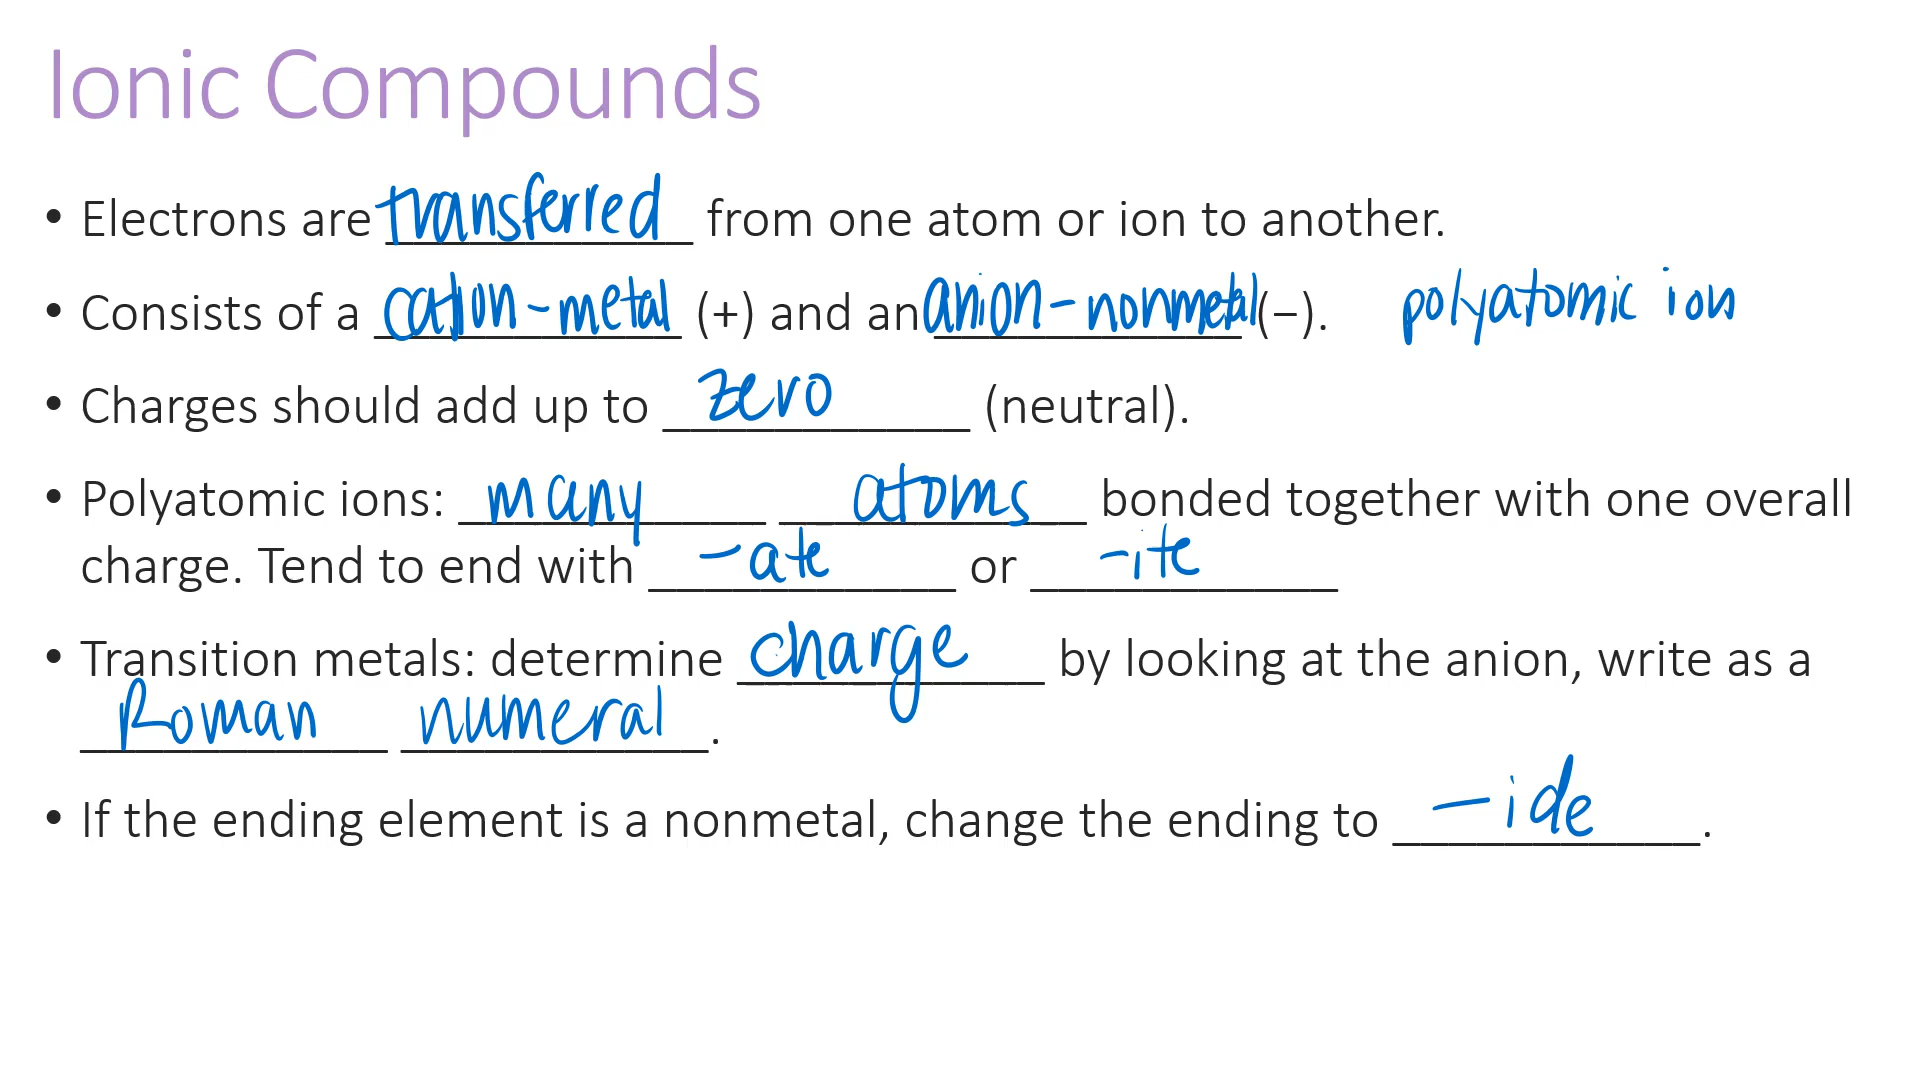 Ionic Compounds
• Electrons are transferred from one atom or ion to another.
• Consists of a cation - metal (+) and an anion - nonmetal (−). polyatomic ion
• Charges should add up to zero (neutral).
• Polyatomic ions: many atoms bonded together with one overall
charge. Tend to end with -ate or -ite
• Transition metals: determine charge by looking at the anion, write as a
Roman numeral.
• If the ending element is a nonmetal, change the ending to -ide.